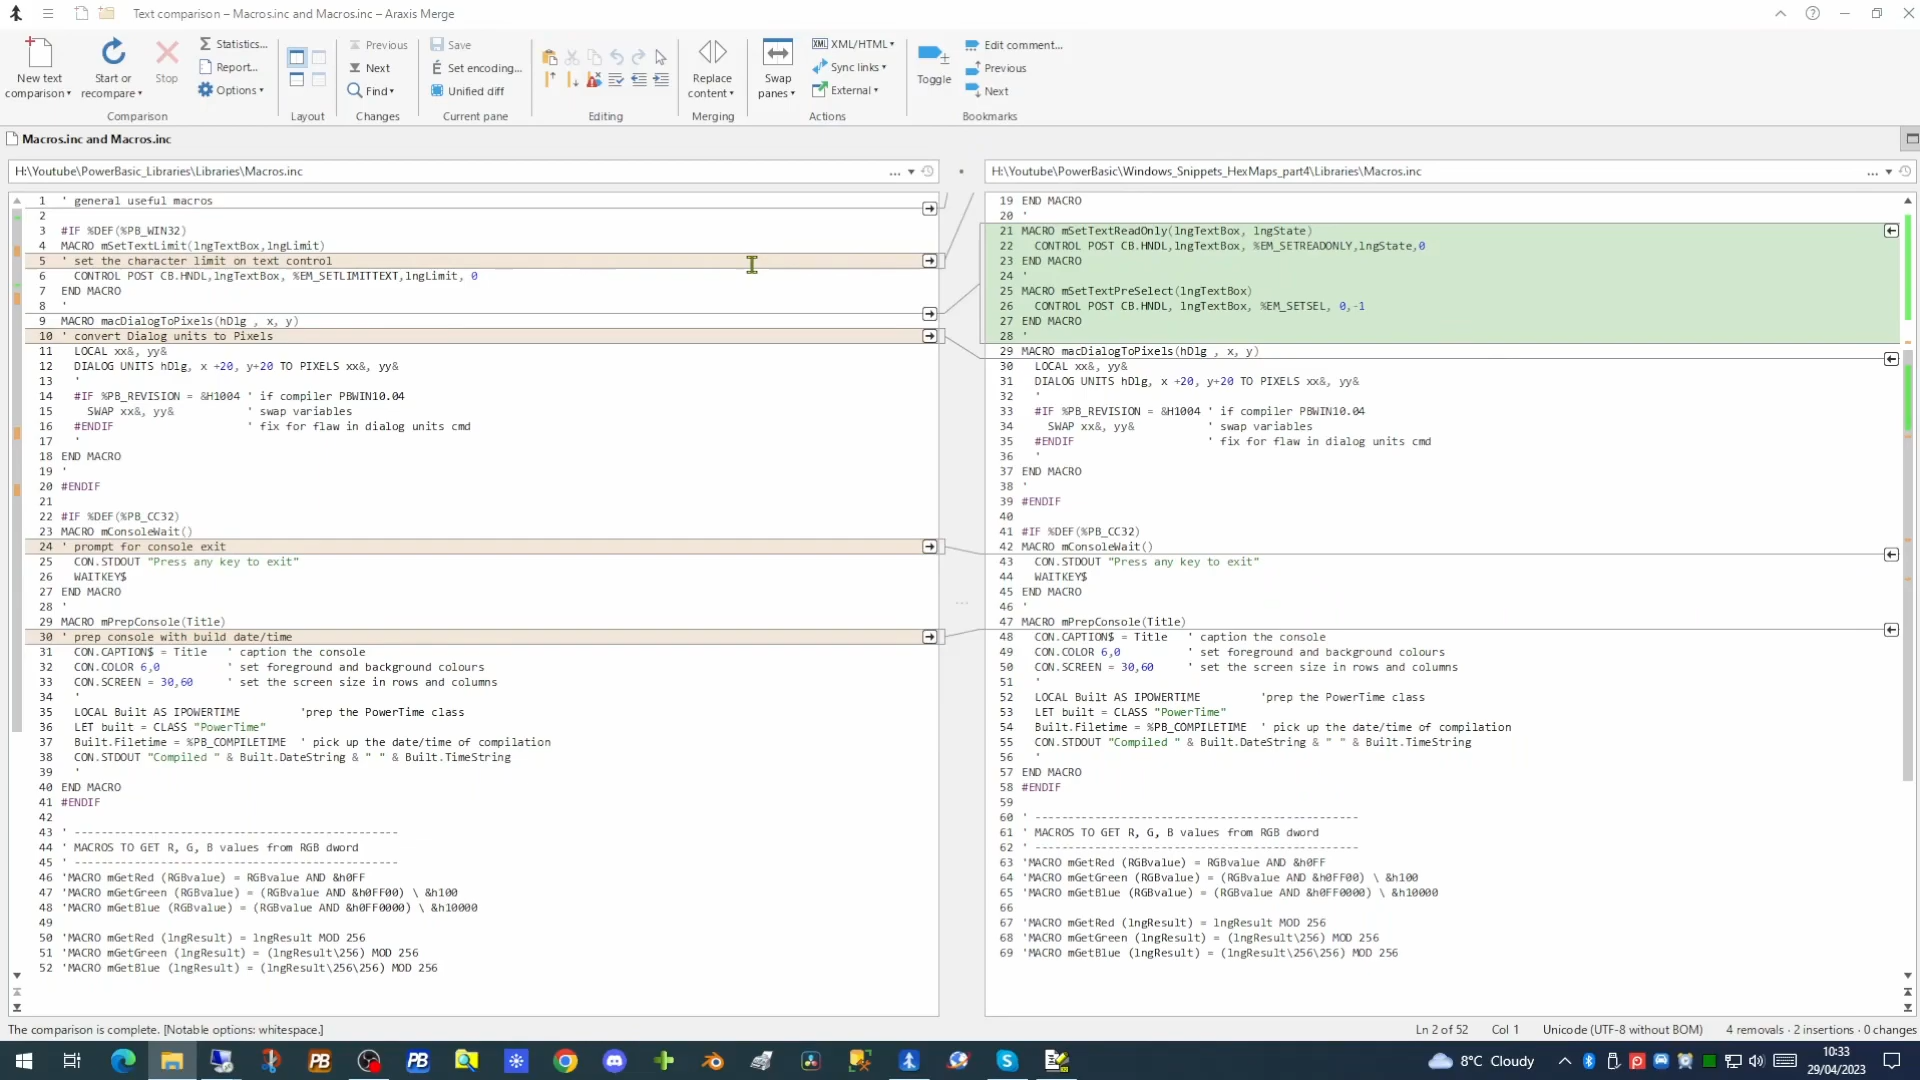 Text comparison – Macros.inc and Macros.inc – Araxis Merge
New text comparison
Start or recompare
Stop
Statistics...
Report...
Options
Comparison
Layout
Previous
Next
Find
Changes
Save
Set encoding...
Unified diff
Current pane
Editing
Replace content
Merging
Swap panes
XML/HTML
Sync links
External
Actions
Toggle
Edit comment...
Previous
Next
Bookmarks
Macros.inc and Macros.inc
H:\Youtube\PowerBasic_Libraries\Libraries\Macros.inc
1 ' general useful macros
2
3 #IF %DEF(%PB_WIN32)
4 MACRO mSetTextLimit(lngTextBox,lngLimit)
5 ' set the character limit on text control
6 CONTROL POST CB.HNDL,lngTextBox, %EM_SETLIMITTEXT,lngLimit, 0
7 END MACRO
8 '
9 MACRO macDialogToPixels(hDlg , x, y)
10 ' convert Dialog units to Pixels
11 LOCAL xx&, yy&
12 DIALOG UNITS hDlg, x +20, y+20 TO PIXELS xx&, yy&
13 '
14 #IF %PB_REVISION = &H1004 ' if compiler PBWIN10.04
15 SWAP xx&, yy& ' swap variables
16 #ENDIF ' fix for flaw in dialog units cmd
17 '
18 END MACRO
19 '
20 #ENDIF
21
22 #IF %DEF(%PB_CC32)
23 MACRO mConsoleWait()
24 ' prompt for console exit
25 CON.STDOUT "Press any key to exit"
26 WAITKEY$
27 END MACRO
28 '
29 MACRO mPrepConsole(Title)
30 ' prep console with build date/time
31 CON.CAPTION$ = Title ' caption the console
32 CON.COLOR 6,0 ' set foreground and background colours
33 CON.SCREEN = 30,60 ' set the screen size in rows and columns
34 '
35 LOCAL Built AS IPOWERTIME 'prep the PowerTime class
36 LET built = CLASS "PowerTime"
37 Built.Filetime = %PB_COMPILETIME ' pick up the date/time of compilation
38 CON.STDOUT "Compiled " & Built.DateString & " " & Built.TimeString
39 '
40 END MACRO
41 #ENDIF
42
43 ' -------------------------------------------------
44 ' MACROS TO GET R, G, B values from RGB dword
45 ' -------------------------------------------------
46 'MACRO mGetRed (RGBvalue) = RGBvalue AND &h0FF
47 'MACRO mGetGreen (RGBvalue) = (RGBvalue AND &h0FF00) \ &h100
48 'MACRO mGetBlue (RGBvalue) = (RGBvalue AND &h0FF0000) \ &h10000
49
50 'MACRO mGetRed (lngResult) = lngResult MOD 256
51 'MACRO mGetGreen (lngResult) = (lngResult\256) MOD 256
52 'MACRO mGetBlue (lngResult) = (lngResult\256\256) MOD 256
H:\Youtube\PowerBasic\Windows_Snippets_HexMaps_part4\Libraries\Macros.inc
19 END MACRO
20 '
21 MACRO mSetTextReadOnly(lngTextBox, lngState)
22 CONTROL POST CB.HNDL,lngTextBox, %EM_SETREADONLY,lngState,0
23 END MACRO
24 '
25 MACRO mSetTextPreSelect(lngTextBox)
26 CONTROL POST CB.HNDL, lngTextBox, %EM_SETSEL, 0,-1
27 END MACRO
28 '
29 MACRO macDialogToPixels(hDlg , x, y)
30 LOCAL xx&, yy&
31 DIALOG UNITS hDlg, x +20, y+20 TO PIXELS xx&, yy&
32 '
33 #IF %PB_REVISION = &H1004 ' if compiler PBWIN10.04
34 SWAP xx&, yy& ' swap variables
35 #ENDIF ' fix for flaw in dialog units cmd
36 '
37 END MACRO
38 '
39 #ENDIF
40
41 #IF %DEF(%PB_CC32)
42 MACRO mConsoleWait()
43 CON.STDOUT "Press any key to exit"
44 WAITKEY$
45 END MACRO
46 '
47 MACRO mPrepConsole(Title)
48 CON.CAPTION$ = Title ' caption the console
49 CON.COLOR 6,0 ' set foreground and background colours
50 CON.SCREEN = 30,60 ' set the screen size in rows and columns
51 '
52 LOCAL Built AS IPOWERTIME 'prep the PowerTime class
53 LET built = CLASS "PowerTime"
54 Built.Filetime = %PB_COMPILETIME ' pick up the date/time of compilation
55 CON.STDOUT "Compiled " & Built.DateString & " " & Built.TimeString
56 '
57 END MACRO
58 #ENDIF
59
60 ' -------------------------------------------------
61 ' MACROS TO GET R, G, B values from RGB dword
62 ' -------------------------------------------------
63 'MACRO mGetRed (RGBvalue) = RGBvalue AND &h0FF
64 'MACRO mGetGreen (RGBvalue) = (RGBvalue AND &h0FF00) \ &h100
65 'MACRO mGetBlue (RGBvalue) = (RGBvalue AND &h0FF0000) \ &h10000
66
67 'MACRO mGetRed (lngResult) = lngResult MOD 256
68 'MACRO mGetGreen (lngResult) = (lngResult\256) MOD 256
69 'MACRO mGetBlue (lngResult) = (lngResult\256\256) MOD 256
The comparison is complete. [Notable options: whitespace.]
Ln 2 of 52 Col 1 Unicode (UTF-8 without BOM) 4 removals · 2 insertions · 0 changes
PB
PB
8°C Cloudy
10:33
29/04/2023